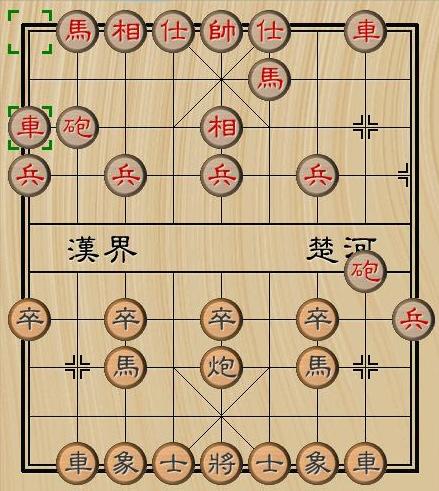 馬相仕帥仕車
馬
車砲相
兵兵兵兵
漢界 楚河
砲
卒卒卒卒兵
馬炮馬
車象士將士象車